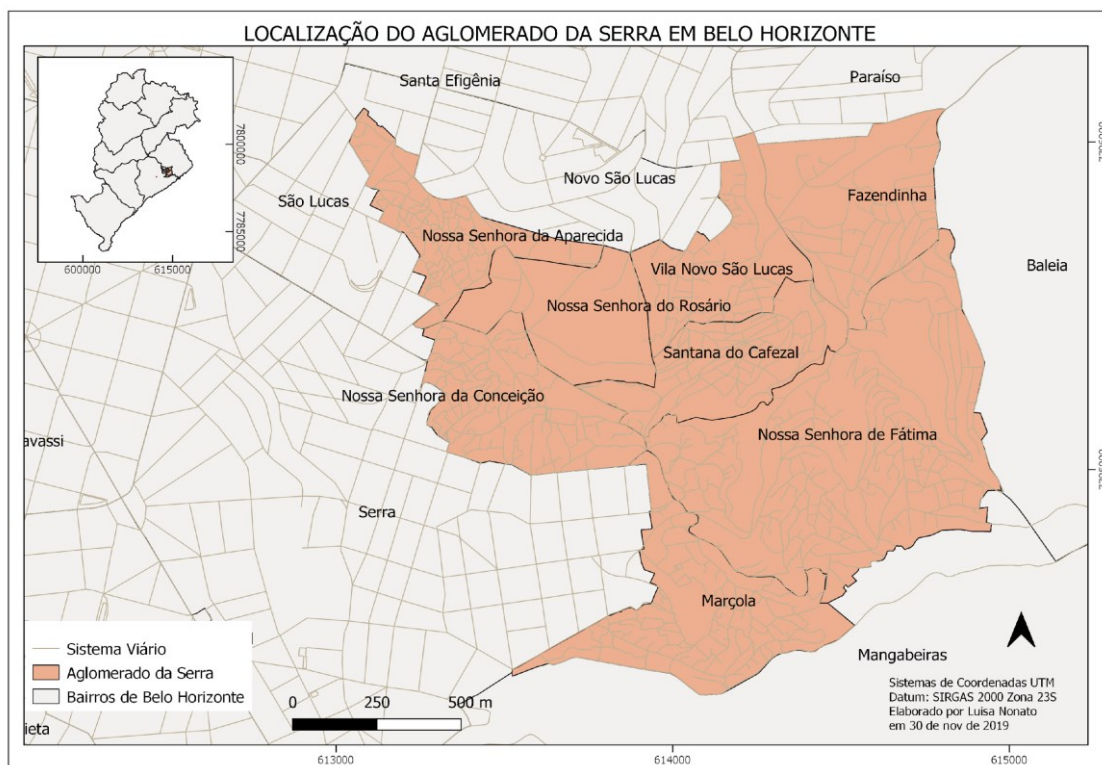 LOCALIZAÇÃO DO AGLOMERADO DA SERRA EM BELO HORIZONTE
7800000
7785000
600000
615000
Santa Efigênia
Paraíso
São Lucas
Novo São Lucas
Fazendinha
Nossa Senhora da Aparecida
Vila Novo São Lucas
Baleia
Nossa Senhora do Rosário
Santana do Cafezal
Nossa Senhora da Conceição
avassi
Nossa Senhora de Fátima
Serra
Marçola
Mangabeiras
ieta
Sistema Viário
Aglomerado da Serra
Bairros de Belo Horizonte
0 250 500 m
Sistemas de Coordenadas UTM
Datum: SIRGAS 2000 Zona 23S
Elaborado por Luisa Nonato
em 30 de nov de 2019
613000
614000
615000